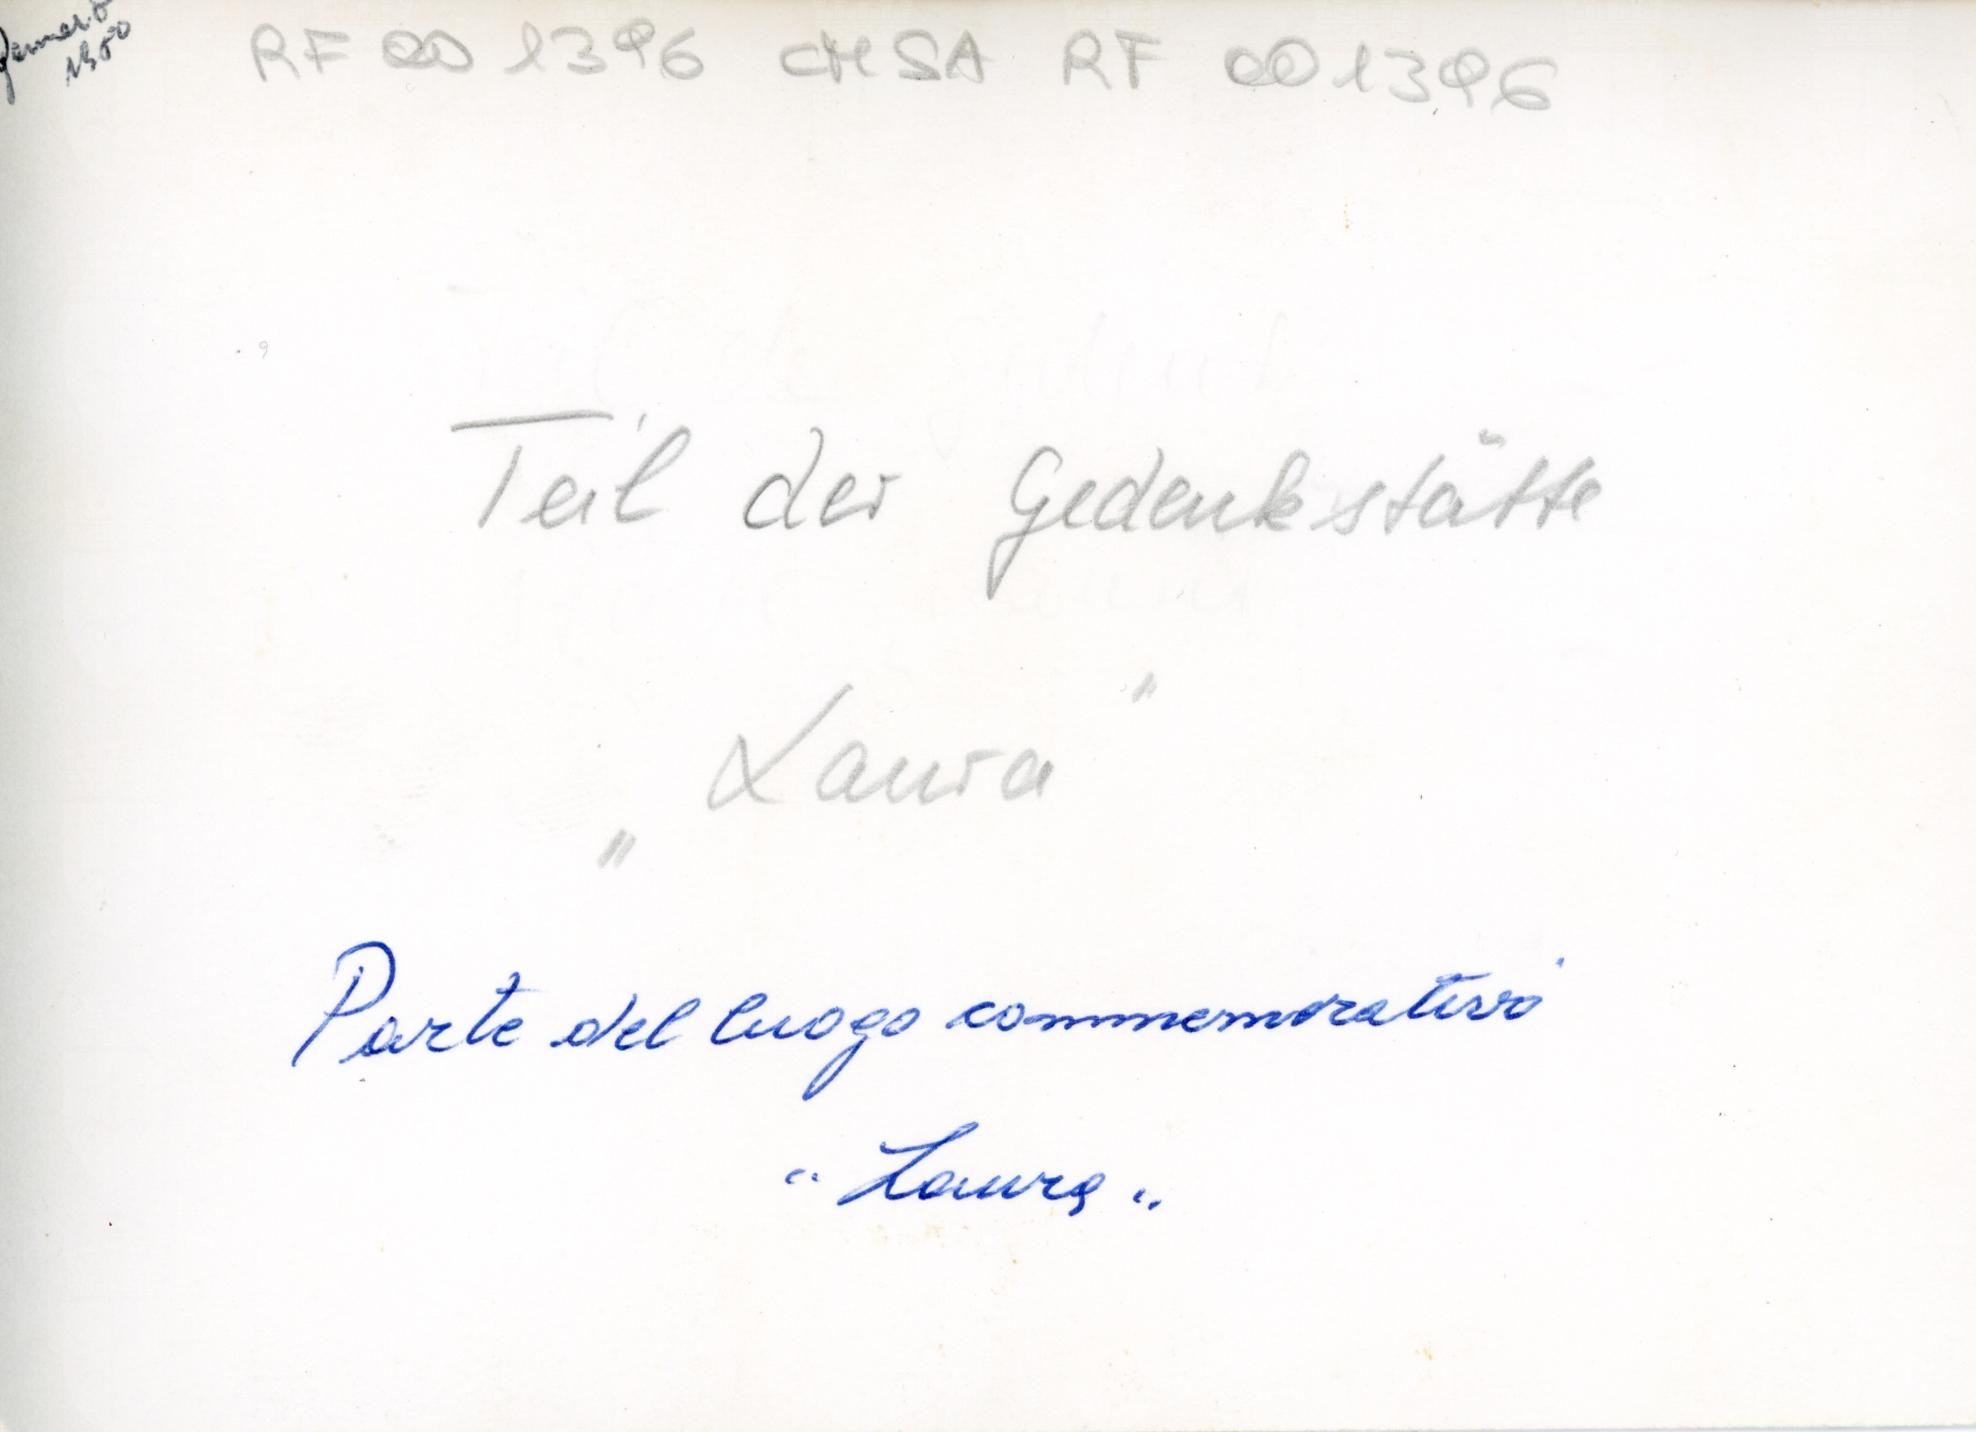 RF 001396 CHSA RF 001396
Teil der Gedenkstätte
„Laura"
Parte del luogo commemorativo
"Laura"